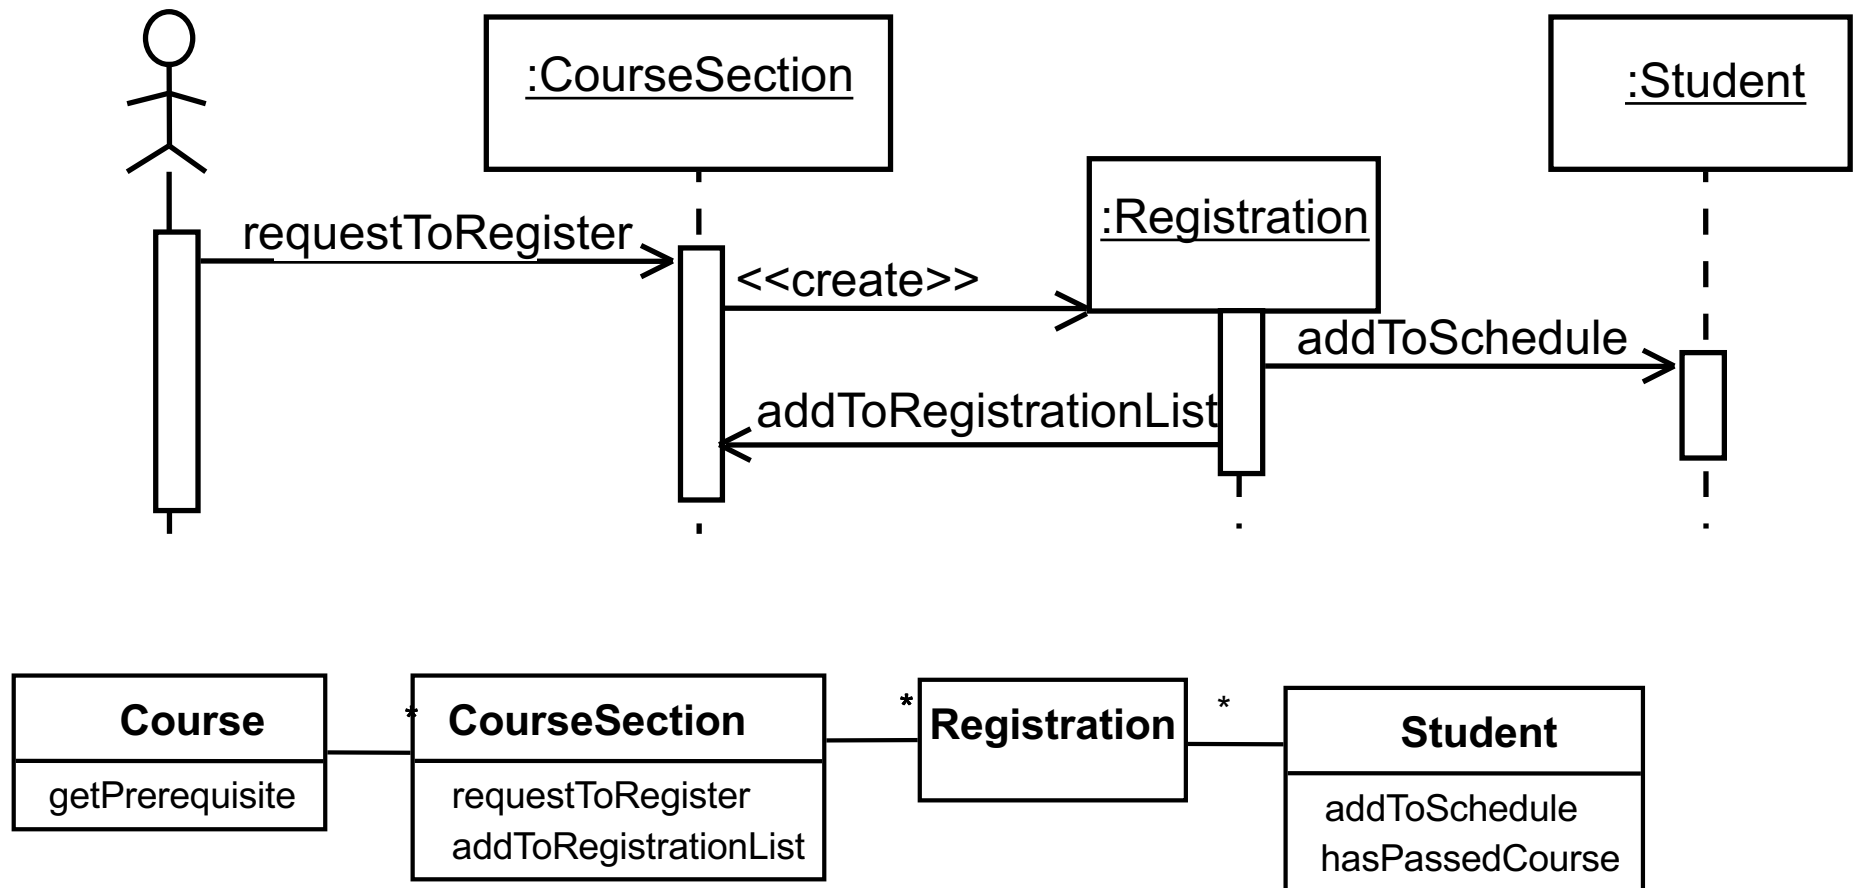 :CourseSection
:Student
:Registration
requestToRegister
<<create>>
addToSchedule
addToRegistrationList
Course
*
CourseSection
*
Registration
*
Student
getPrerequisite
requestToRegister
addToRegistrationList
addToSchedule
hasPassedCourse